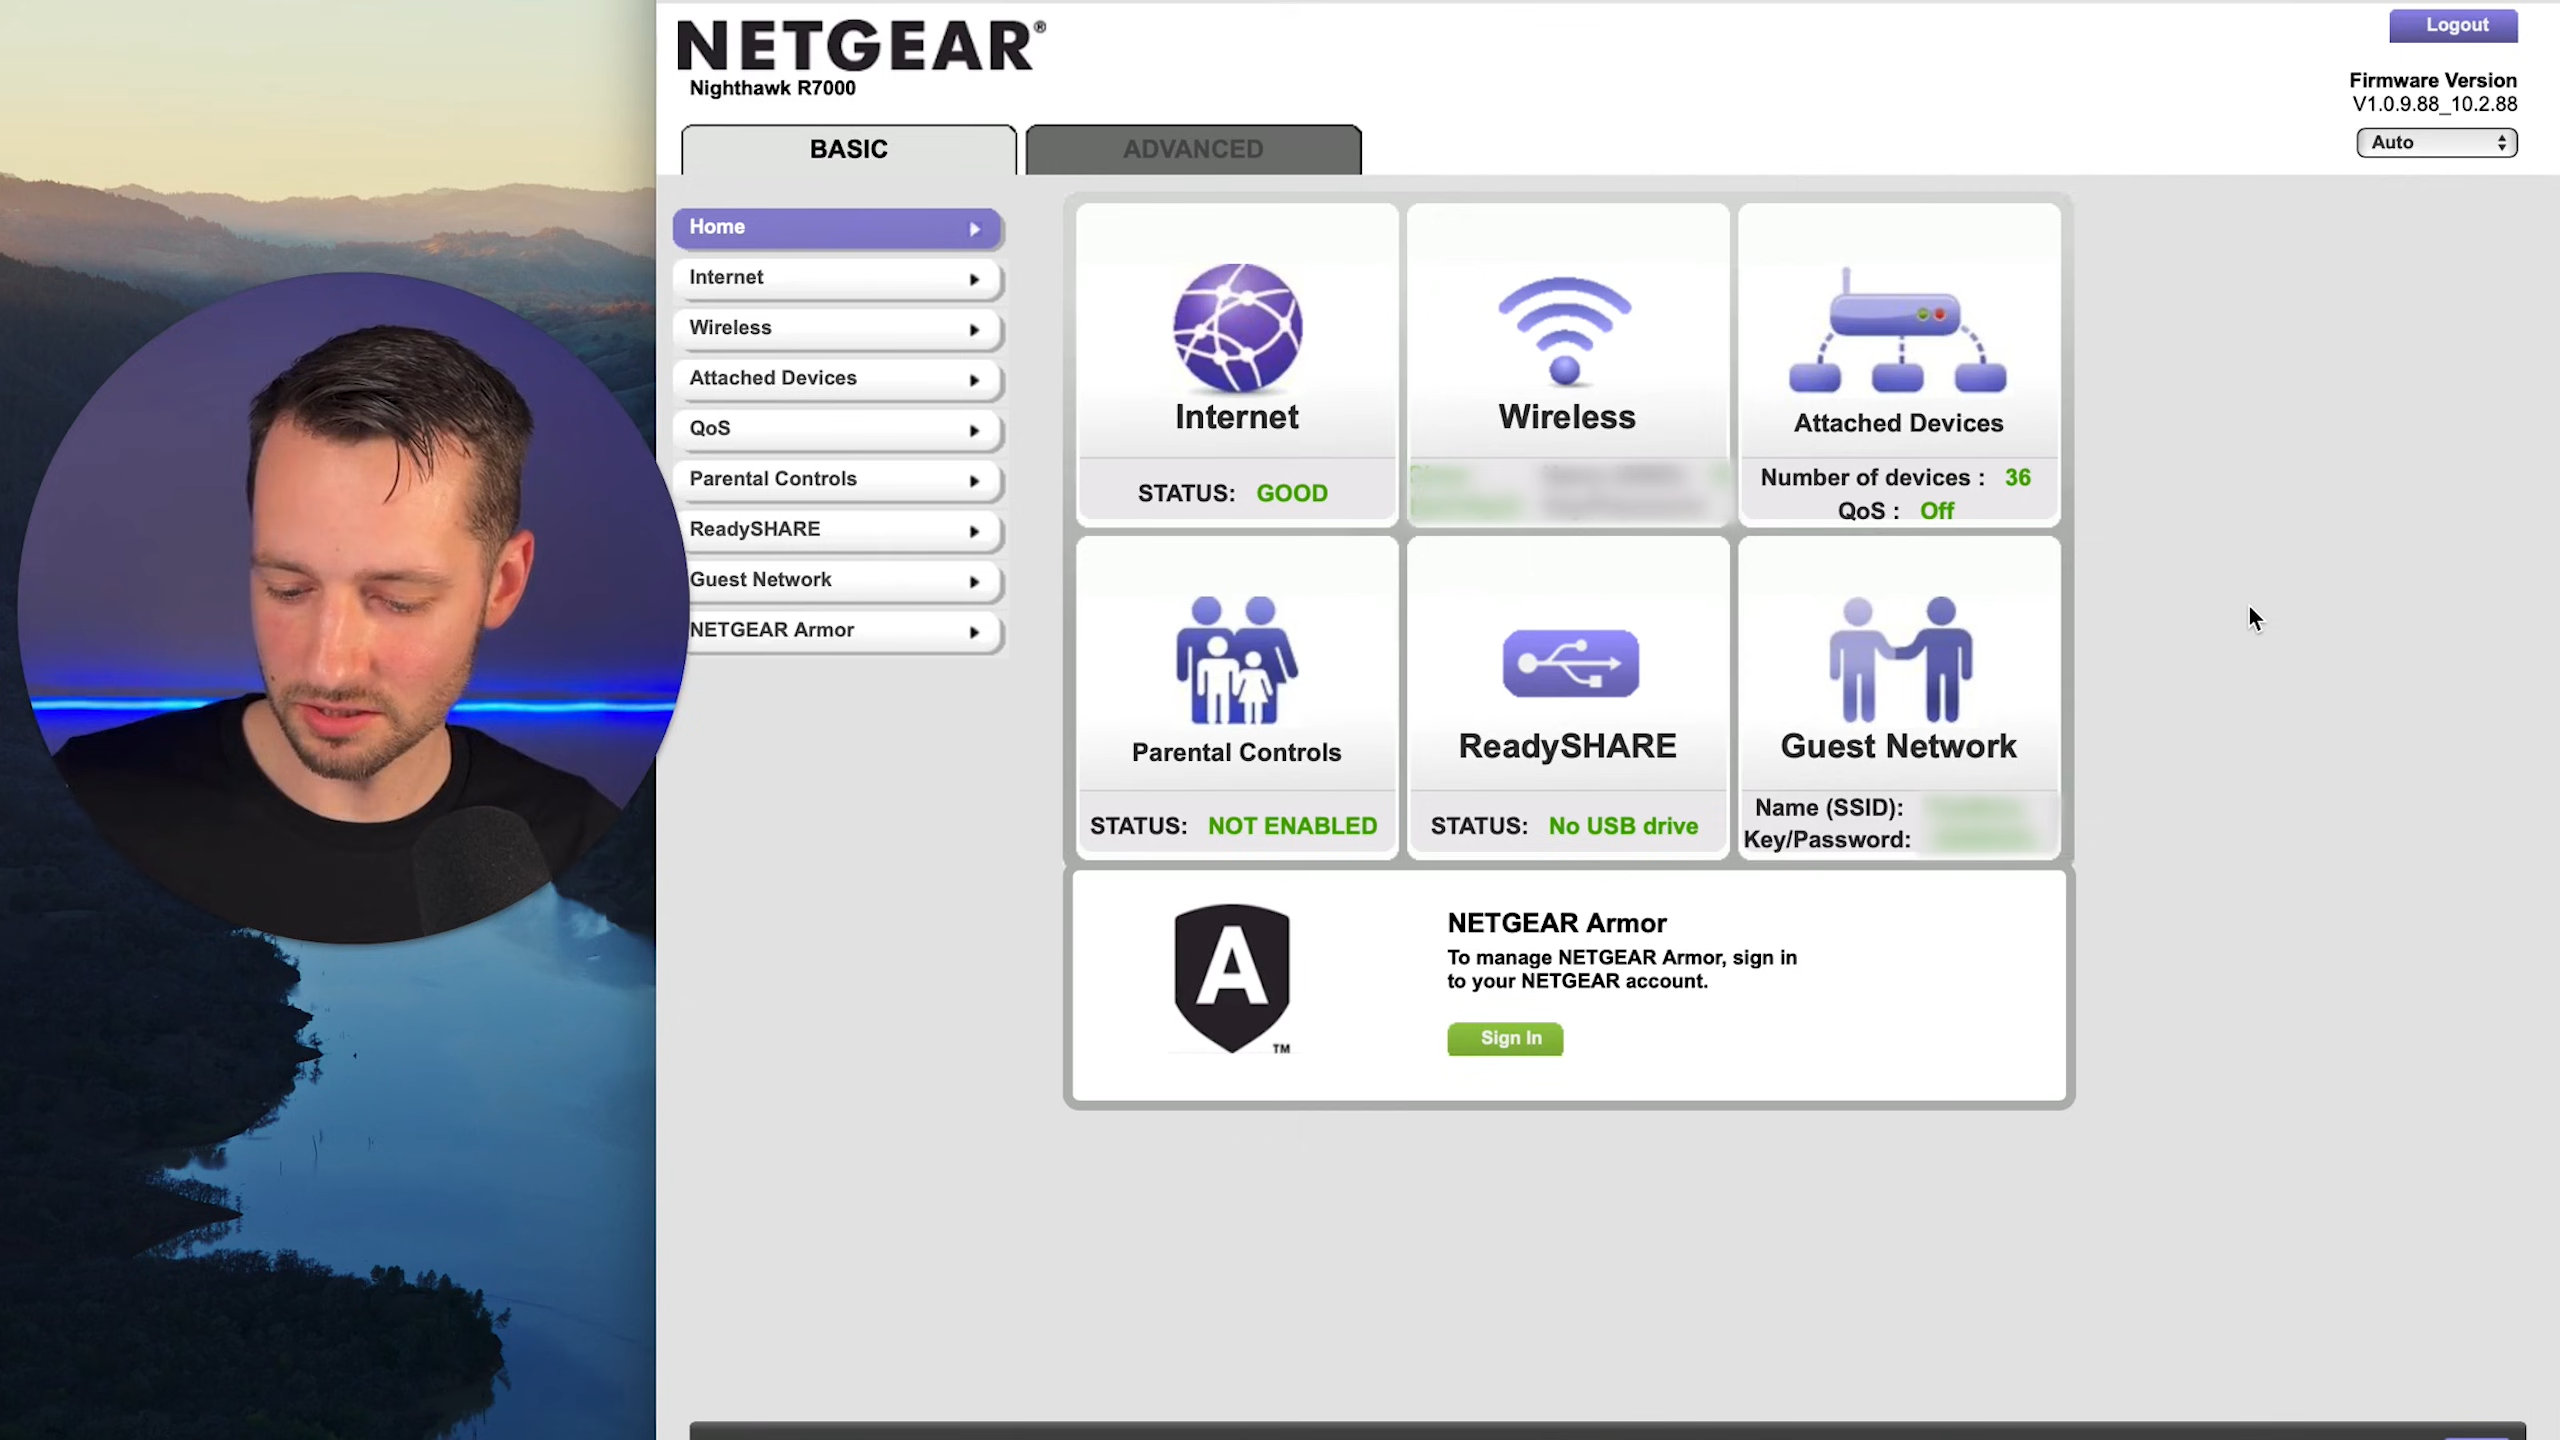 NETGEAR®
Nighthawk R7000
Logout
Firmware Version
V1.0.9.88_10.2.88
Auto
BASIC
ADVANCED
Home
Internet
Wireless
Attached Devices
QoS
Parental Controls
ReadySHARE
Guest Network
NETGEAR Armor
Internet
STATUS: GOOD
Wireless
Attached Devices
Number of devices : 36
QoS : Off
Parental Controls
STATUS: NOT ENABLED
ReadySHARE
STATUS: No USB drive
Guest Network
Name (SSID):
Key/Password:
A
TM
NETGEAR Armor
To manage NETGEAR Armor, sign in
to your NETGEAR account.
Sign In